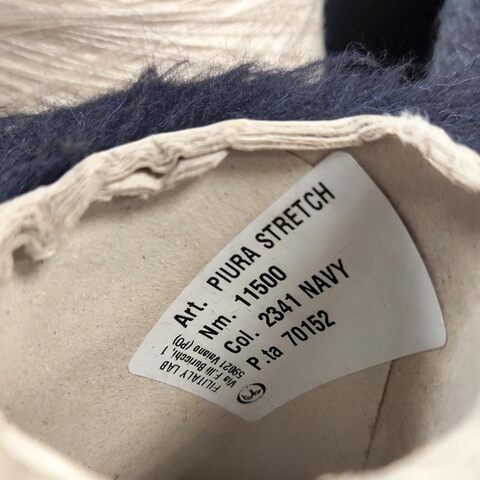 Art. PIURA STRETCH
Nm. 11500
Col. 2341 NAVY
P.ta 70152
FILITALY LAB
Via F.lli Buricchi, 1
59021 Vaiano (PO)